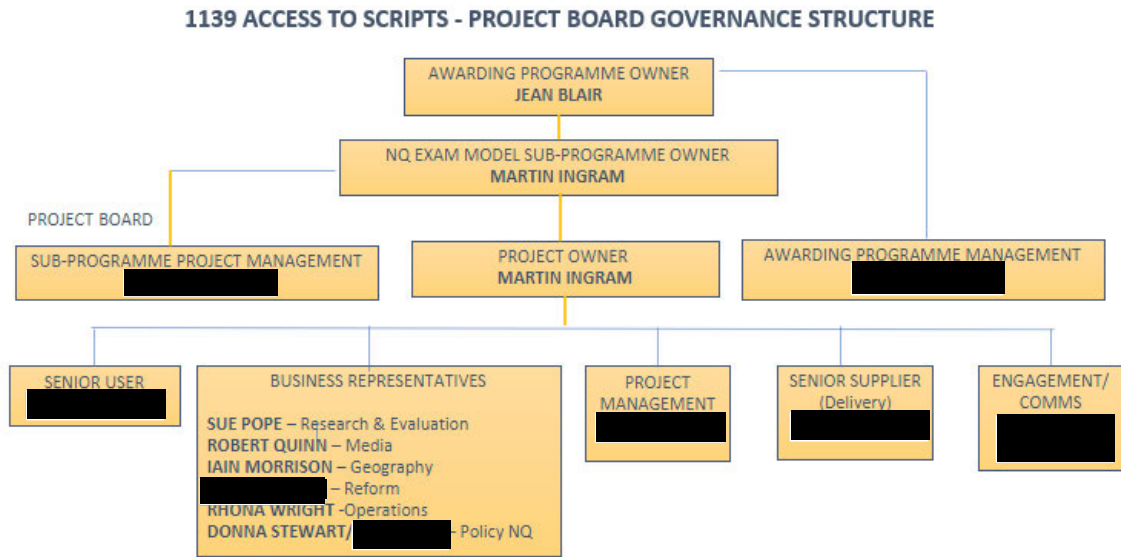 1139 ACCESS TO SCRIPTS - PROJECT BOARD GOVERNANCE STRUCTURE
AWARDING PROGRAMME OWNER
JEAN BLAIR
NQ EXAM MODEL SUB-PROGRAMME OWNER
MARTIN INGRAM
PROJECT BOARD
SUB-PROGRAMME PROJECT MANAGEMENT
PROJECT OWNER
MARTIN INGRAM
AWARDING PROGRAMME MANAGEMENT
SENIOR USER
BUSINESS REPRESENTATIVES
SUE POPE – Research & Evaluation
ROBERT QUINN – Media
IAIN MORRISON – Geography
– Reform
RHONA WRIGHT -Operations
DONNA STEWART/ - Policy NQ
PROJECT
MANAGEMENT
SENIOR SUPPLIER
(Delivery)
ENGAGEMENT/
COMMS